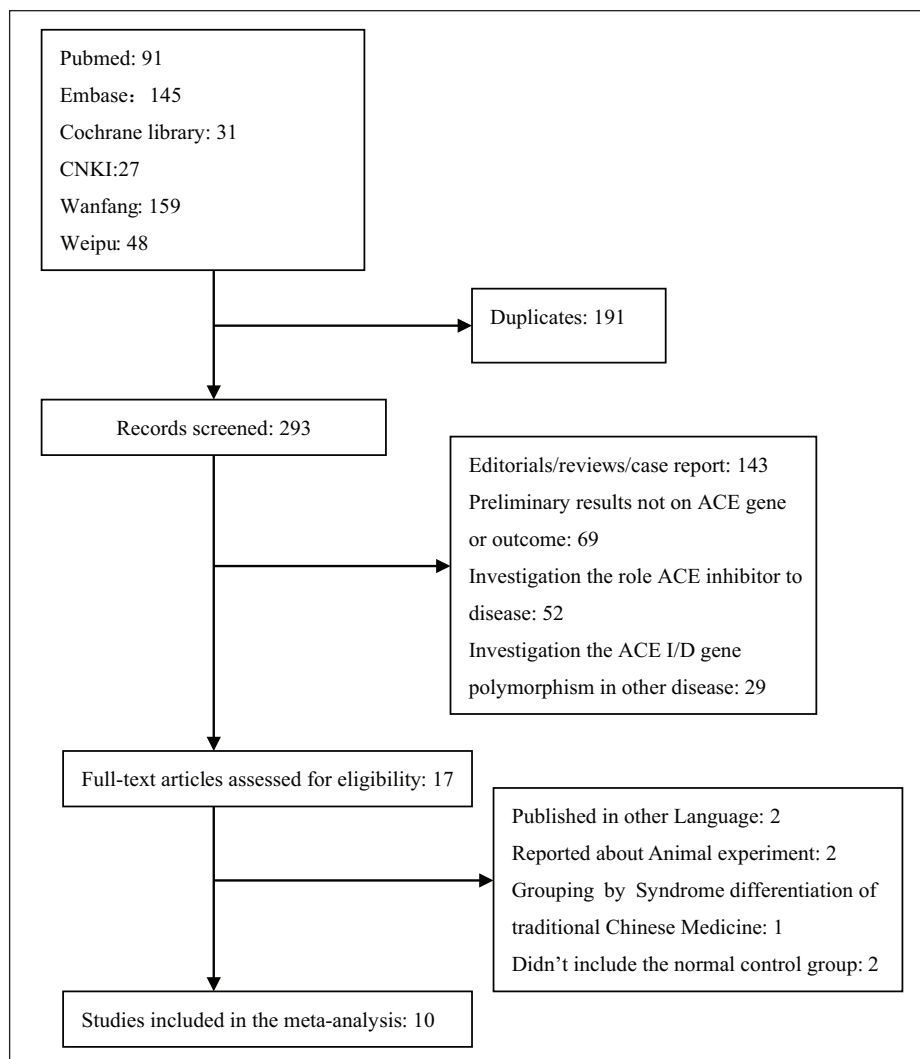 Pubmed: 91
Embase：145
Cochrane library: 31
CNKI:27
Wanfang: 159
Weipu: 48
Duplicates: 191
Records screened: 293
Editorials/reviews/case report: 143
Preliminary results not on ACE gene
or outcome: 69
Investigation the role ACE inhibitor to
disease: 52
Investigation the ACE I/D gene
polymorphism in other disease: 29
Full-text articles assessed for eligibility: 17
Published in other Language: 2
Reported about Animal experiment: 2
Grouping by Syndrome differentiation of
traditional Chinese Medicine: 1
Didn’t include the normal control group: 2
Studies included in the meta-analysis: 10